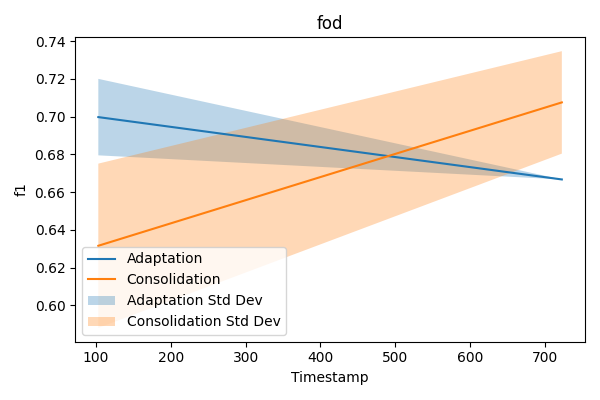 fod
0.74
0.72
0.70
0.68
0.66
0.64
0.62
0.60
f1
Adaptation
Consolidation
Adaptation Std Dev
Consolidation Std Dev
100 200 300 400 500 600 700
Timestamp